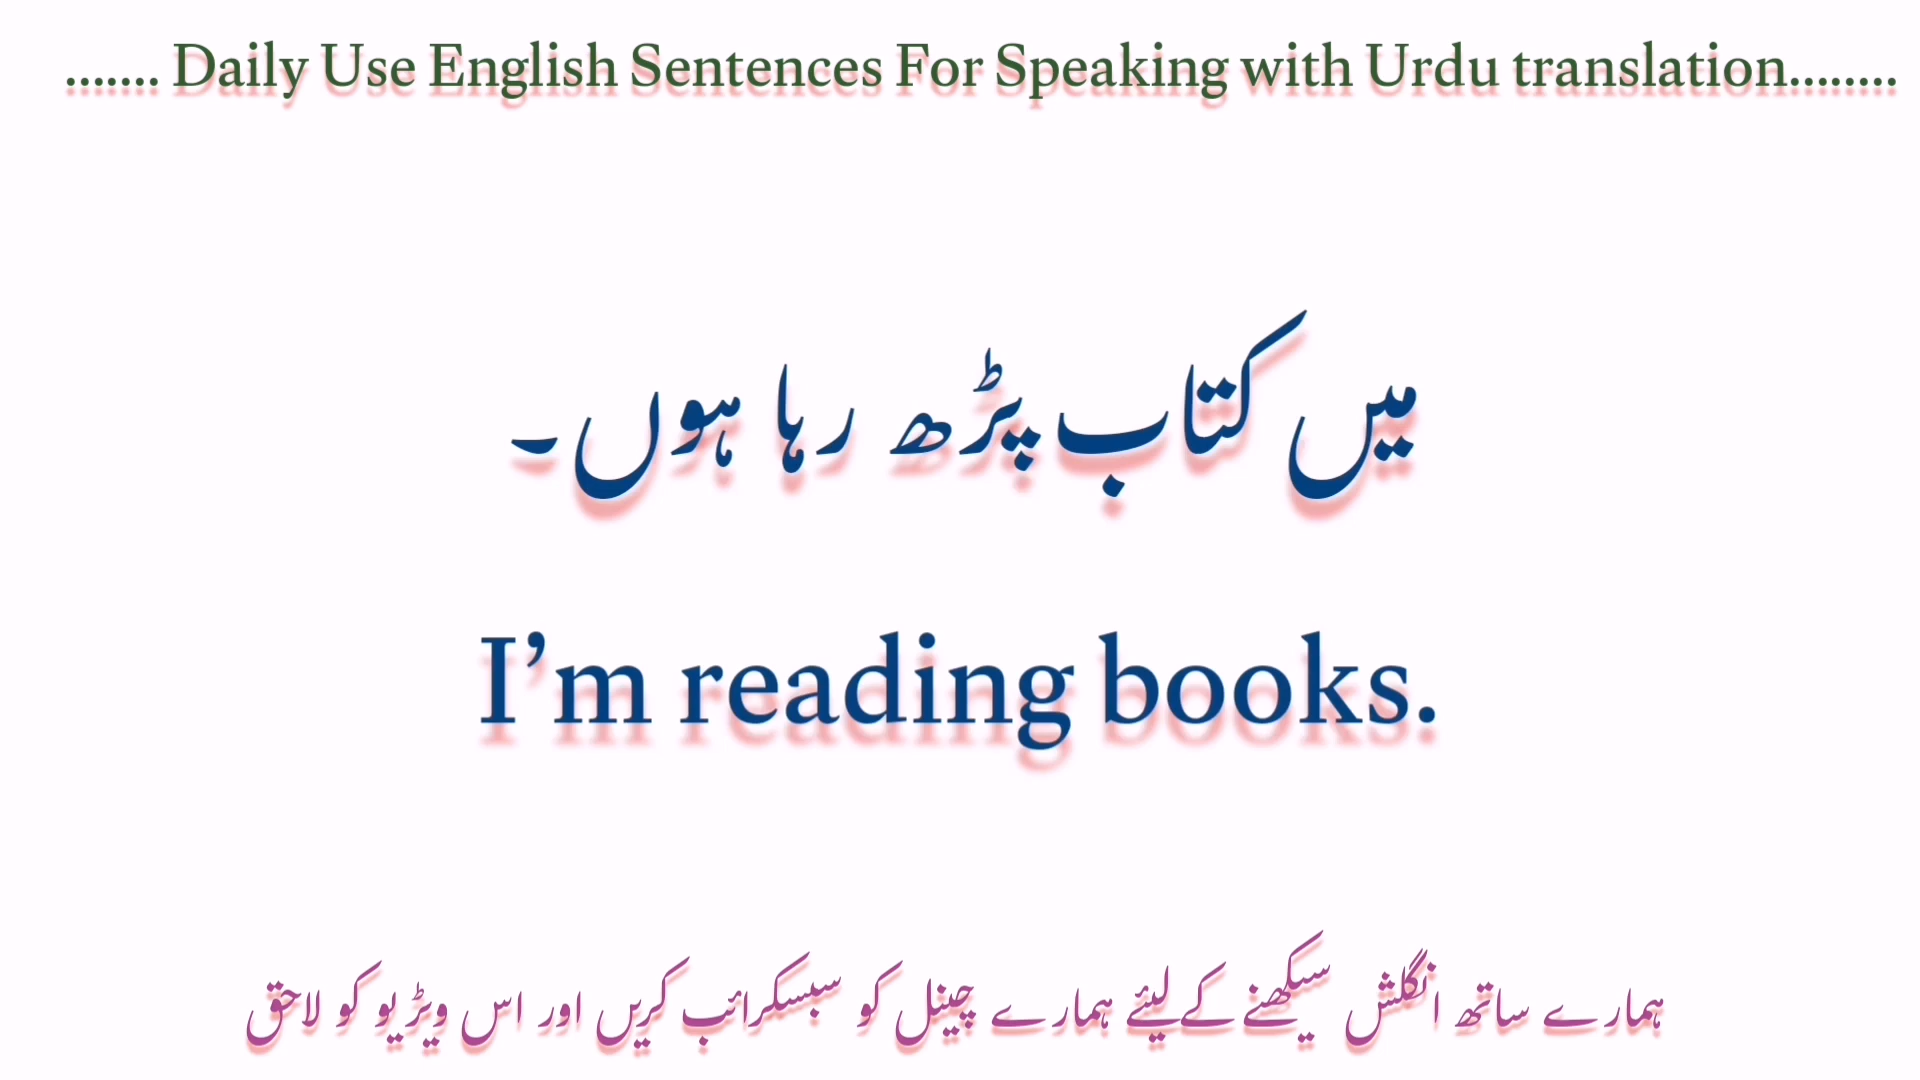 ....... Daily Use English Sentences For Speaking with Urdu translation........
میں کتاب پڑھ رہا ہوں۔
I’m reading books.
ہمارے ساتھ انگلش سیکھنے کے لیئے ہمارے چینل کو سبسکرائب کریں اور اس ویڑیو کو لاحق